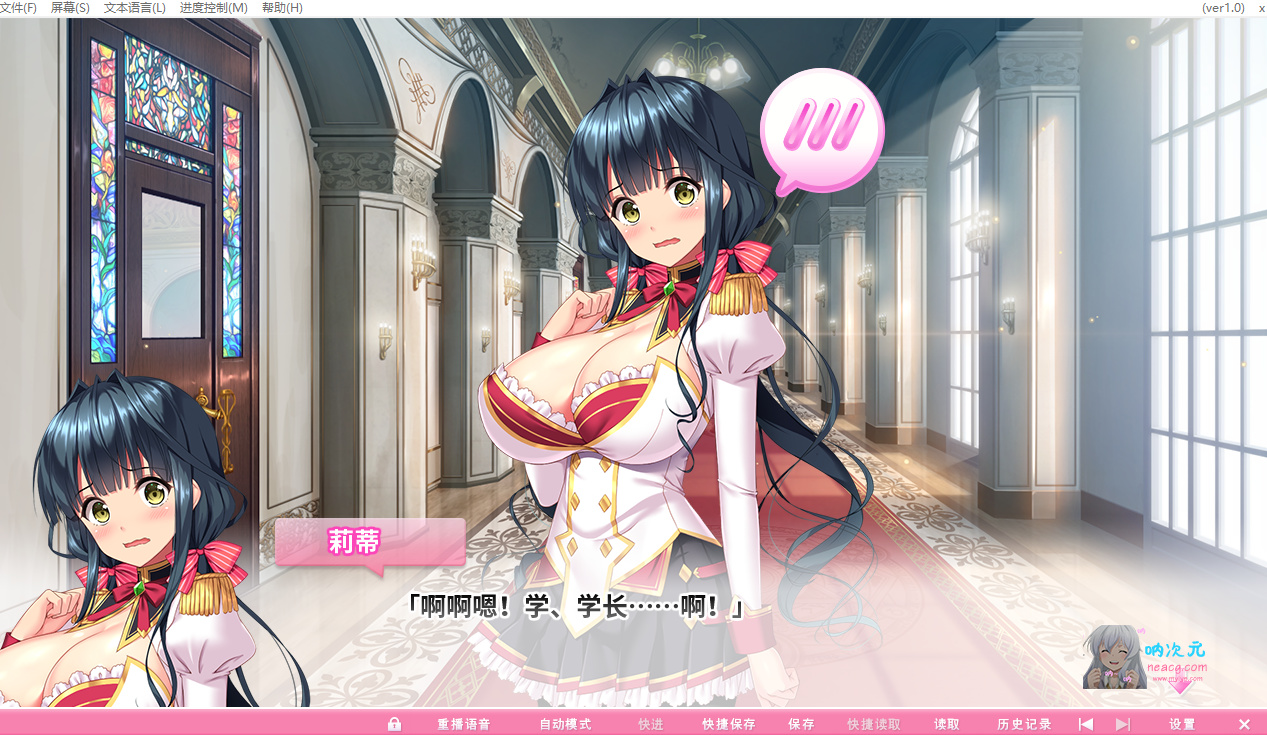 文件(F) 屏幕(S) 文本语言(L) 进度控制(M) 帮助(H) (ver1.0) x
莉蒂
「啊啊嗯！学、学长……啊！」
呐次元
neacg.com
重播语音 自动模式 快进 快捷保存 保存 快捷读取 读取 历史记录 设置